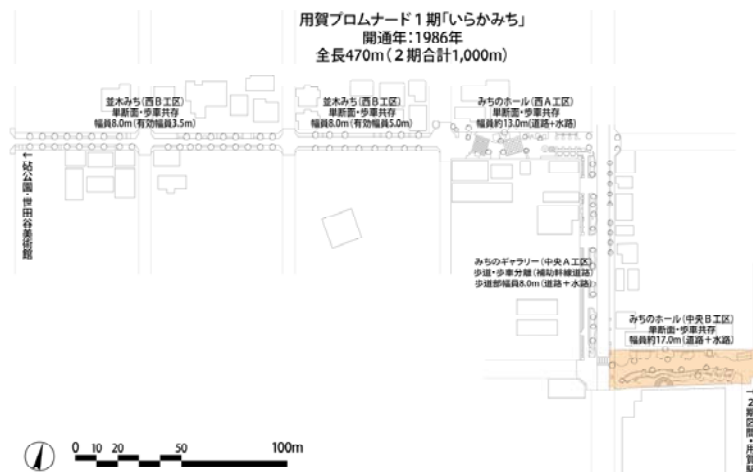 用賀プロムナード1期「いらかみち」
開通年:1986年
全長470m(2期合計1,000m)
並木みち(西B工区)
単断面・歩車共存
幅員8.0m(有効幅員3.5m)
並木みち(西B工区)
単断面・歩車共存
幅員8.0m(有効幅員5.0m)
みちのホール(西A工区)
単断面・歩車共存
幅員約13.0m(道路+水路)
←砧公園・世田谷美術館
みちのギャラリー(中央A工区)
歩道・歩車分離(補助幹線道路)
歩道部幅員8.0m(道路+水路)
みちのホール(中央B工区)
単断面・歩車共存
幅員約17.0m(道路+水路)
→2期区間・用賀駅
0 10 20 50 100m